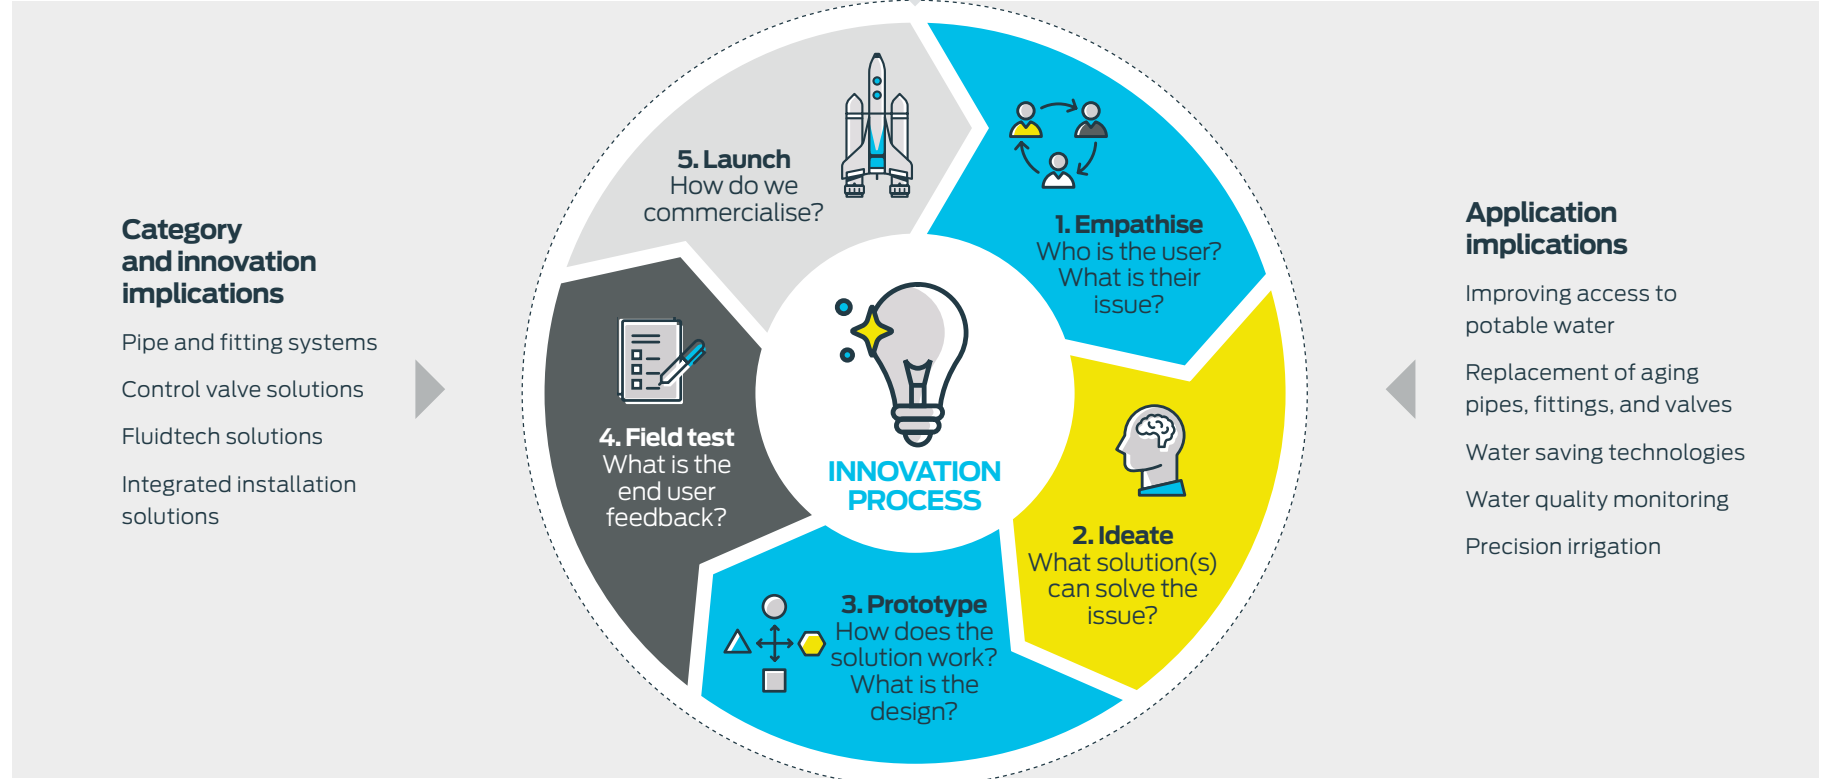 Category
and innovation
implications
Pipe and fitting systems
Control valve solutions
Fluidtech solutions
Integrated installation
solutions
5. Launch
How do we
commercialise?
1. Empathise
Who is the user?
What is their
issue?
4. Field test
What is the
end user
feedback?
INNOVATION
PROCESS
2. Ideate
What solution(s)
can solve the
issue?
3. Prototype
How does the
solution work?
What is the
design?
Application
implications
Improving access to
potable water
Replacement of aging
pipes, fittings, and valves
Water saving technologies
Water quality monitoring
Precision irrigation